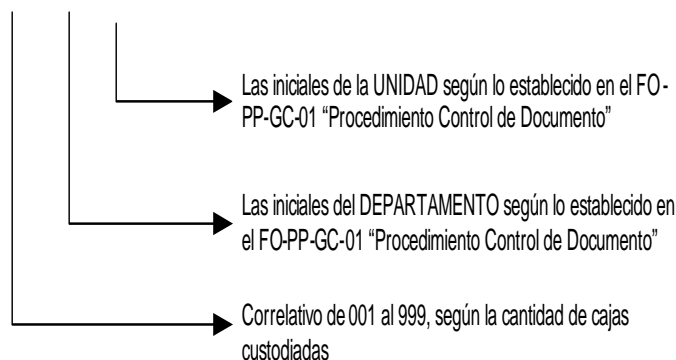 Las iniciales de la UNIDAD según lo establecido en el FO-
PP-GC-01 “Procedimiento Control de Documento”
Las iniciales del DEPARTAMENTO según lo establecido en
el FO-PP-GC-01 “Procedimiento Control de Documento”
Correlativo de 001 al 999, según la cantidad de cajas
custodiadas